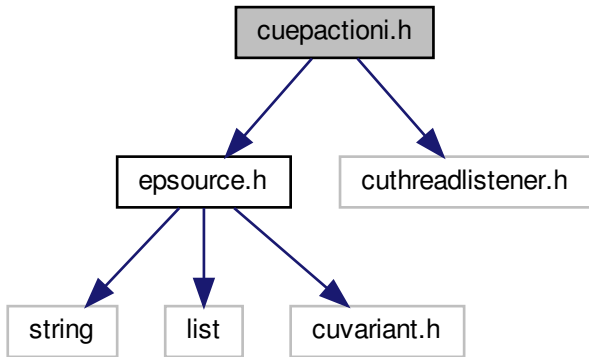 cuepactioni.h
epsource.h
cuthreadlistener.h
string
list
cuvariant.h